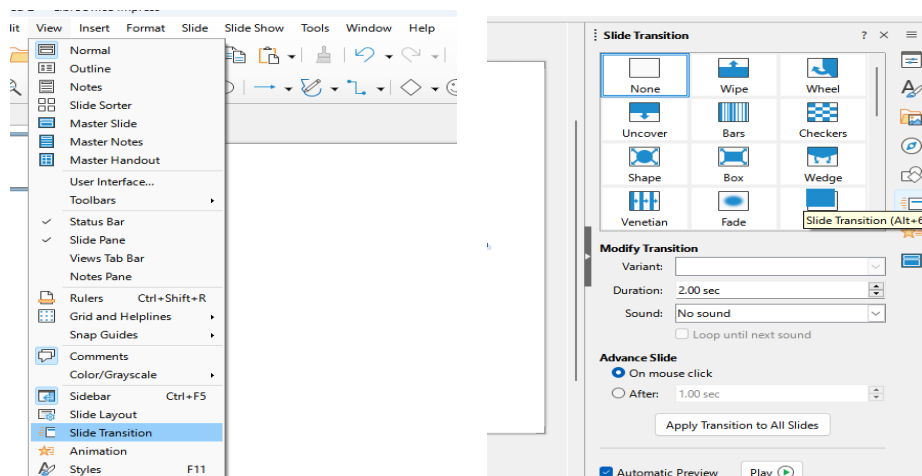 View Insert Format Slide Slide Show Tools Window Help
Normal
Outline
Notes
Slide Sorter
Master Slide
Master Notes
Master Handout
User Interface...
Toolbars
Status Bar
Slide Pane
Views Tab Bar
Notes Pane
Rulers Ctrl+Shift+R
Grid and Helplines
Snap Guides
Comments
Color/Grayscale
Sidebar Ctrl+F5
Slide Layout
Slide Transition
Animation
Styles F11
Slide Transition ?
None Wipe Wheel
Uncover Bars Checkers
Shape Box Wedge
Venetian Fade
Slide Transition (Alt+6
Modify Transition
Variant:
Duration: 2.00 sec
Sound: No sound
Loop until next sound
Advance Slide
On mouse click
After: 1.00 sec
Apply Transition to All Slides
Automatic Preview Play